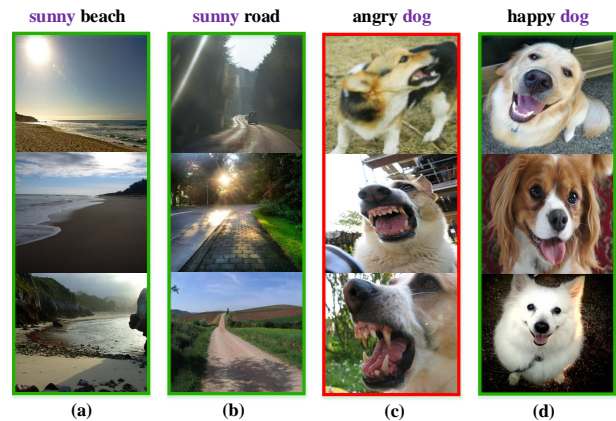 sunny beach
sunny road
angry dog
happy dog
(a)
(b)
(c)
(d)